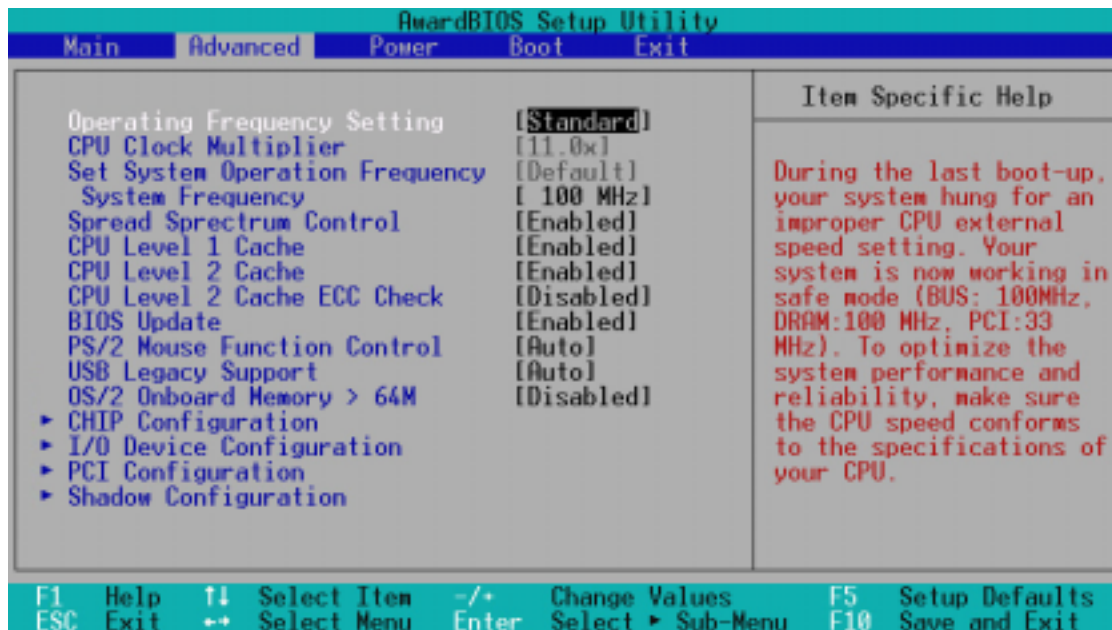 AwardBIOS Setup Utility
Main Advanced Power Boot Exit
Operating Frequency Setting [Standard]
CPU Clock Multiplier [11.0x]
Set System Operation Frequency [Default]
System Frequency [ 100 MHz]
Spread Sprectrum Control [Enabled]
CPU Level 1 Cache [Enabled]
CPU Level 2 Cache [Enabled]
CPU Level 2 Cache ECC Check [Disabled]
BIOS Update [Enabled]
PS/2 Mouse Function Control [Auto]
USB Legacy Support [Auto]
OS/2 Onboard Memory > 64M [Disabled]
► CHIP Configuration
► I/O Device Configuration
► PCI Configuration
► Shadow Configuration
Item Specific Help
During the last boot-up,
your system hung for an
improper CPU external
speed setting. Your
system is now working in
safe mode (BUS: 100MHz,
DRAM:100 MHz, PCI:33
MHz). To optimize the
system performance and
reliability, make sure
the CPU speed conforms
to the specifications of
your CPU.
F1 Help ↑↓ Select Item -/+ Change Values F5 Setup Defaults
ESC Exit ←→ Select Menu Enter Select ► Sub-Menu F10 Save and Exit